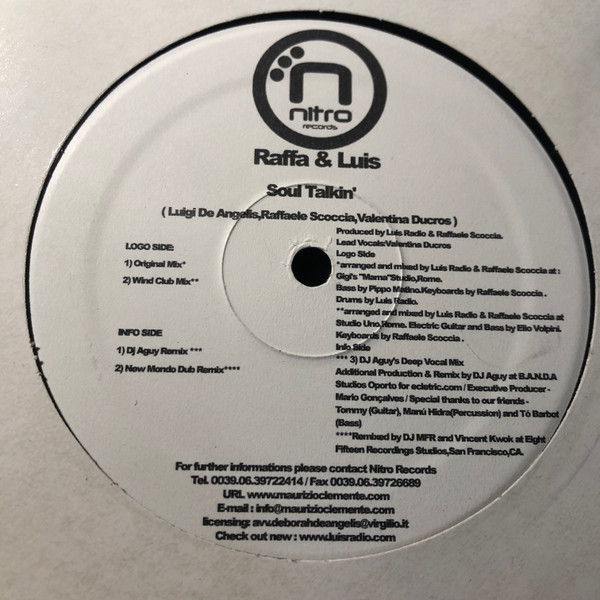 nitro
records
Raffa & Luis
Soul Talkin'
( Luigi De Angelis,Raffaele Scoccia,Valentina Ducros )
LOGO SIDE:
1) Original Mix*
2) Wind Club Mix**
INFO SIDE
1) Dj Aguy Remix ***
2) New Mondo Dub Remix****
Produced by Luis Radio & Raffaele Scoccia.
Lead Vocals:Valentina Ducros
Logo Side
*arranged and mixed by Luis Radio & Raffaele Scoccia at :
Gigi's "Mama"Studio,Rome.
Bass by Pippo Matino.Keyboards by Raffaele Scoccia .
Drums by Luis Radio.
**arranged and mixed by Luis Radio & Raffaele Scoccia at
Studio Uno,Rome. Electric Guitar and Bass by Elio Volpini.
Keyboards by Raffaele Scoccia .
Info Side
*** 3) DJ Aguy's Deep Vocal Mix
Additional Production & Remix by DJ Aguy at B.A.N.D.A
Studios Oporto for ecletric.com / Executive Producer -
Mario Gonçalves / Special thanks to our friends -
Tommy (Guitar), Manú Hidra(Percussion) and Tó Barbot
(Bass)
****Remixed by DJ MFR and Vincent Kwok at Eight
Fifteen Recordings Studios,San Francisco,CA.
For further informations please contact Nitro Records
Tel. 0039.06.39722414 / Fax 0039.06.39726689
URL www.maurizioclemente.com
E-mail : info@maurizioclemente.com
licensing: avv.deborahdeangelis@virgilio.it
Check out new : www.luisradio.com